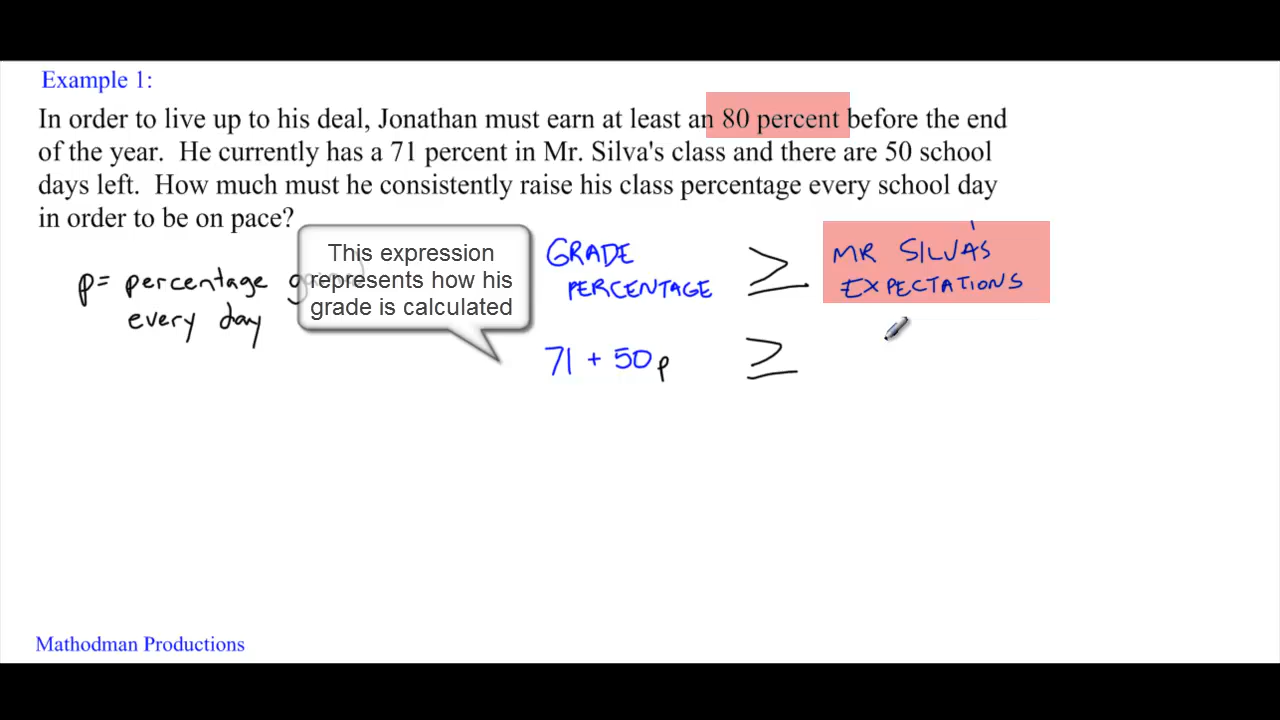 Example 1:
In order to live up to his deal, Jonathan must earn at least an 80 percent before the end
of the year. He currently has a 71 percent in Mr. Silva's class and there are 50 school
days left. How much must he consistently raise his class percentage every school day
in order to be on pace?
p= percentage
every day
This expression
represents how his
grade is calculated
GRADE
PERCENTAGE
≥
MR SILVA'S
EXPECTATIONS
71 + 50p ≥
Mathodman Productions